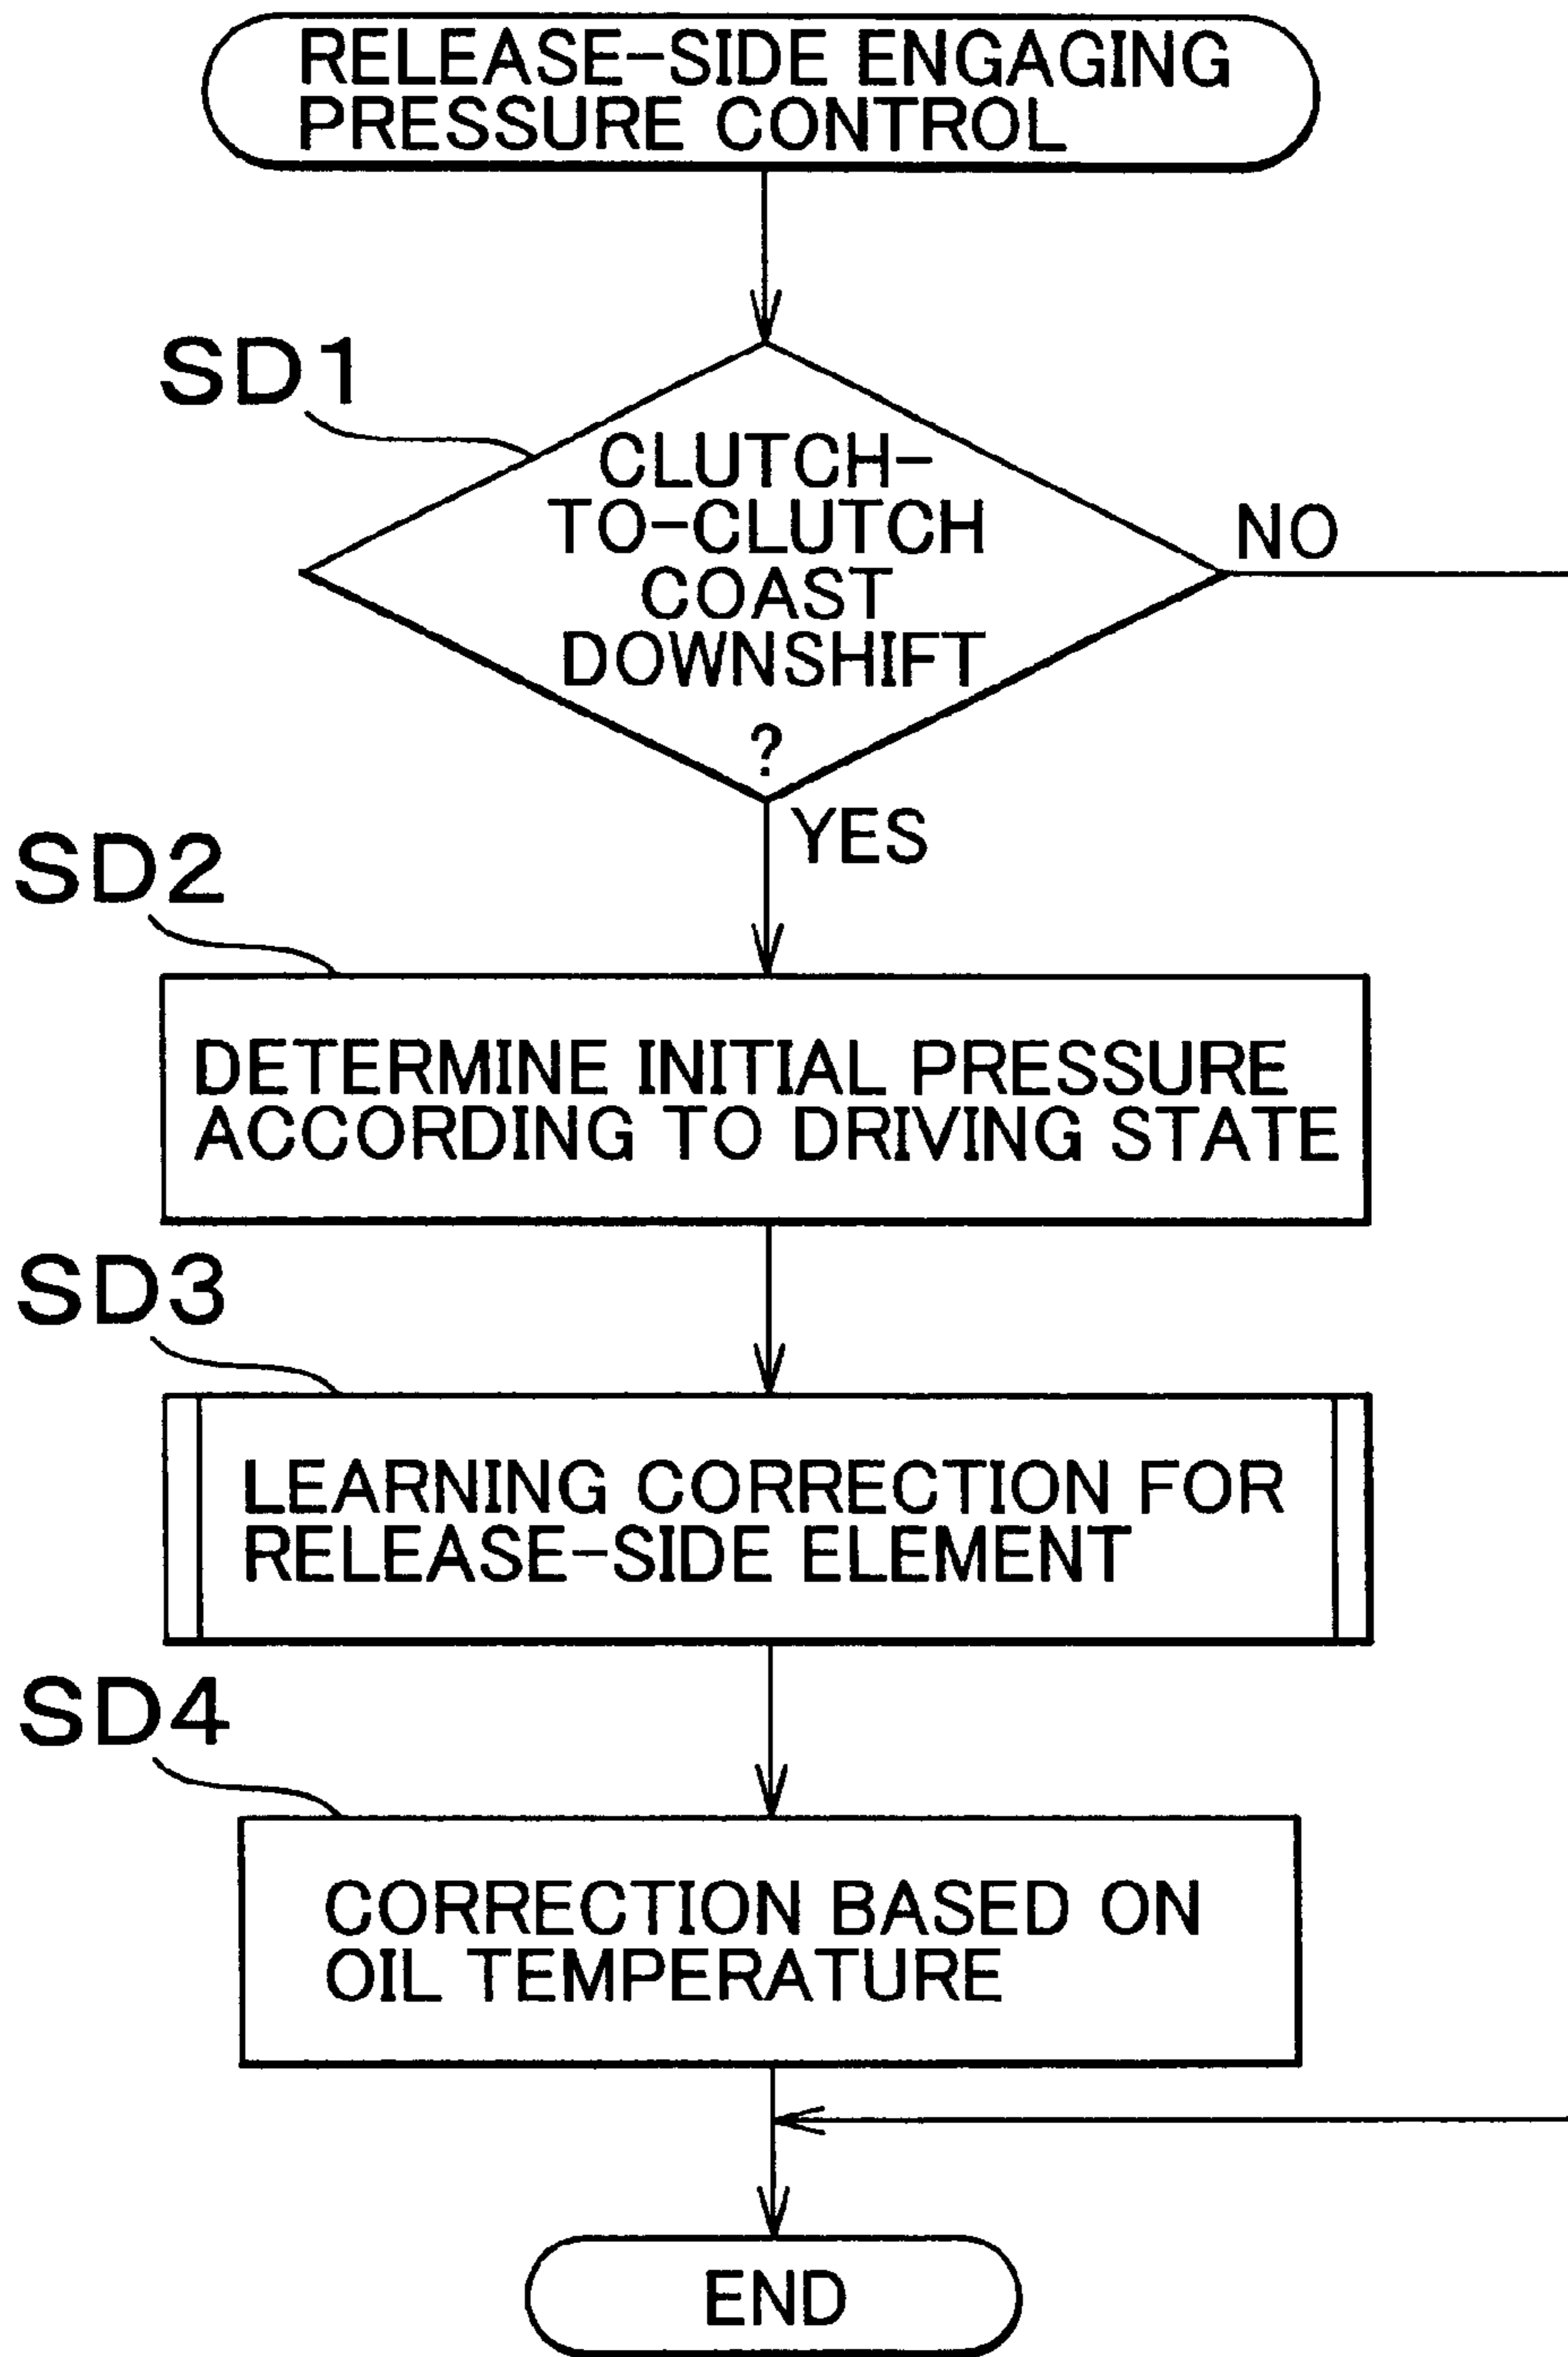 RELEASE-SIDE ENGAGING
PRESSURE CONTROL
SD1
CLUTCH-
TO-CLUTCH
COAST
DOWNSHIFT
?
NO
YES
SD2
DETERMINE INITIAL PRESSURE
ACCORDING TO DRIVING STATE
SD3
LEARNING CORRECTION FOR
RELEASE-SIDE ELEMENT
SD4
CORRECTION BASED ON
OIL TEMPERATURE
END